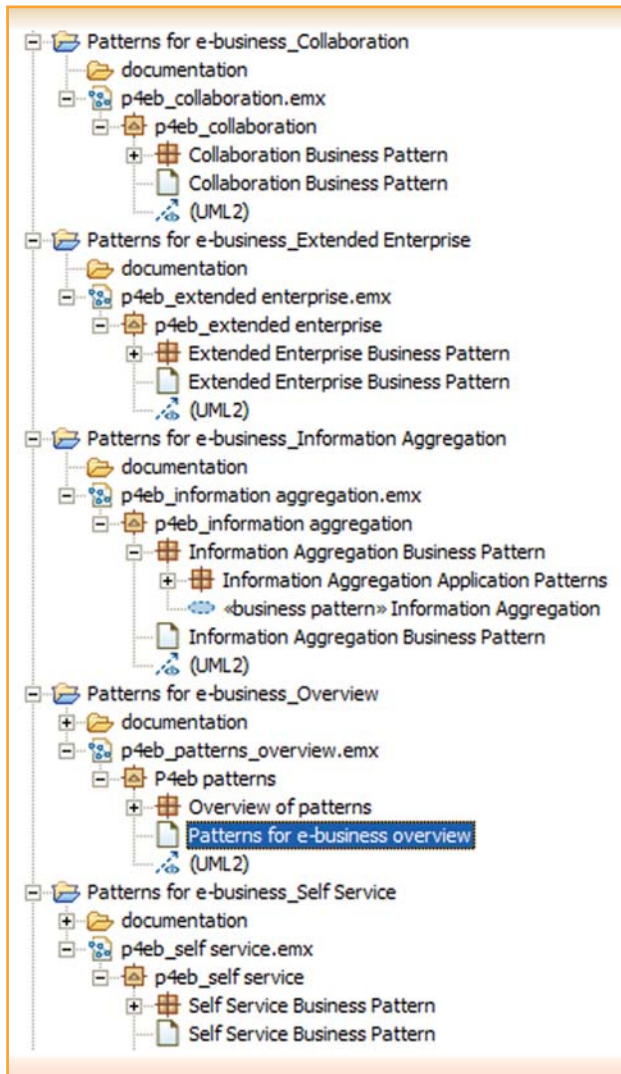 Patterns for e-business_Collaboration
documentation
p4eb_collaboration.emx
p4eb_collaboration
Collaboration Business Pattern
Collaboration Business Pattern
(UML2)
Patterns for e-business_Extended Enterprise
documentation
p4eb_extended enterprise.emx
p4eb_extended enterprise
Extended Enterprise Business Pattern
Extended Enterprise Business Pattern
(UML2)
Patterns for e-business_Information Aggregation
documentation
p4eb_information aggregation.emx
p4eb_information aggregation
Information Aggregation Business Pattern
Information Aggregation Application Patterns
«business pattern» Information Aggregation
Information Aggregation Business Pattern
(UML2)
Patterns for e-business_Overview
documentation
p4eb_patterns_overview.emx
P4eb patterns
Overview of patterns
Patterns for e-business overview
(UML2)
Patterns for e-business_Self Service
documentation
p4eb_self service.emx
p4eb_self service
Self Service Business Pattern
Self Service Business Pattern